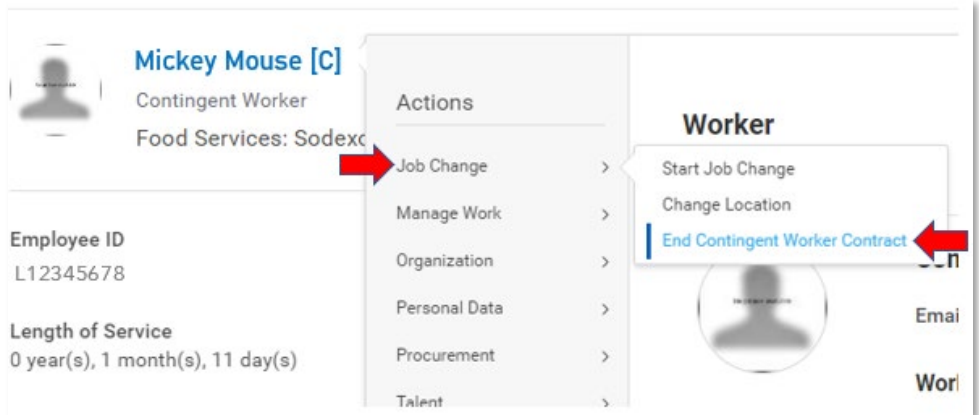 Mickey Mouse [C]
Contingent Worker
Food Services: Sodexo
Employee ID
L12345678
Length of Service
0 year(s), 1 month(s), 11 day(s)
Actions
Job Change
Manage Work
Organization
Personal Data
Procurement
Talent
Worker
Start Job Change
Change Location
End Contingent Worker Contract
Emai
Worl